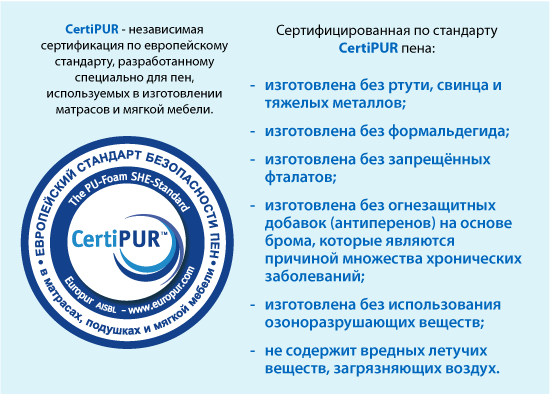 CertiPUR - независимая
сертификация по европейскому
стандарту, разработанному
специально для пен,
используемых в изготовлении
матрасов и мягкой мебели.
ЕВРОПЕЙСКИЙ СТАНДАРТ БЕЗОПАСНОСТИ ПЕН
The PU-Foam SHE-Standard
CertiPUR™
Europur AISBL – www.europur.com
в матрасах, подушках и мягкой мебели
Сертифицированная по стандарту
CertiPUR пена:
- изготовлена без ртути, свинца и
тяжелых металлов;
- изготовлена без формальдегида;
- изготовлена без запрещённых
фталатов;
- изготовлена без огнезащитных
добавок (антиперенов) на основе
брома, которые являются
причиной множества хронических
заболеваний;
- изготовлена без использования
озоноразрушающих веществ;
- не содержит вредных летучих
веществ, загрязняющих воздух.